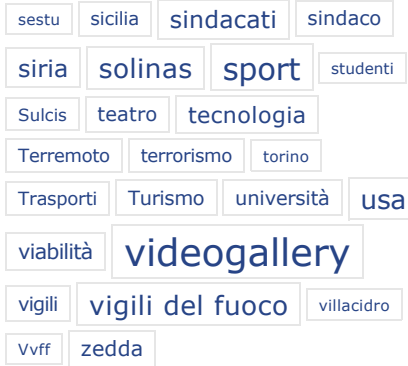 sestu sicilia sindacati sindaco
siria solinas sport studenti
Sulcis teatro tecnologia
Terremoto terrorismo torino
Trasporti Turismo università usa
viabilità videogallery
vigili vigili del fuoco villacidro
Vvff zedda